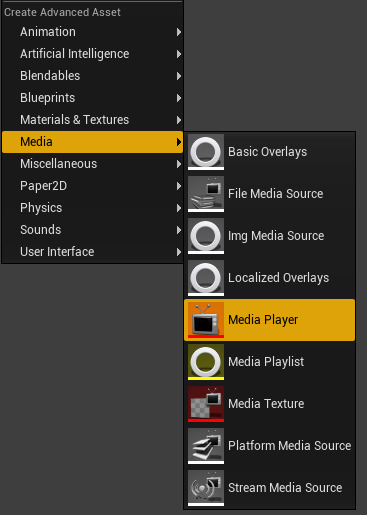 Create Advanced Asset
Animation
Artificial Intelligence
Blendables
Blueprints
Materials & Textures
Media
Miscellaneous
Paper2D
Physics
Sounds
User Interface
Basic Overlays
File Media Source
Img Media Source
Localized Overlays
Media Player
Media Playlist
Media Texture
Platform Media Source
Stream Media Source